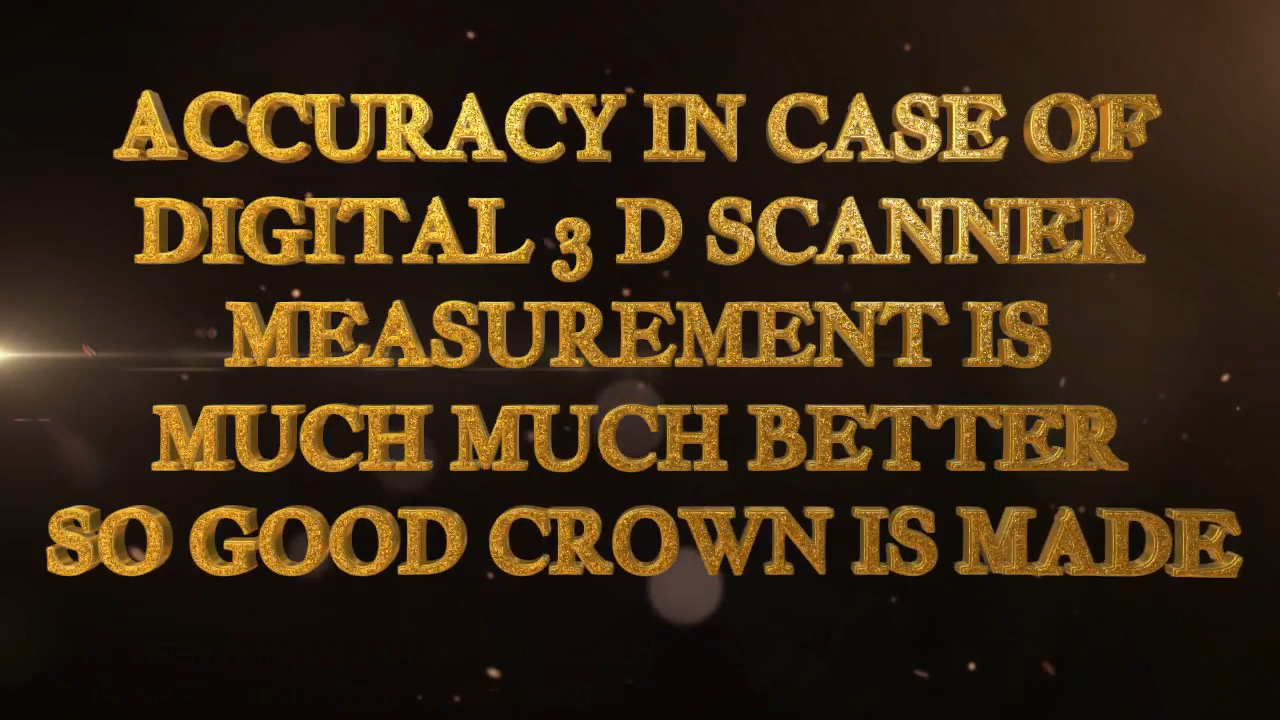 ACCURACY IN CASE OF
DIGITAL 3 D SCANNER
MEASUREMENT IS
MUCH MUCH BETTER
SO GOOD CROWN IS MADE